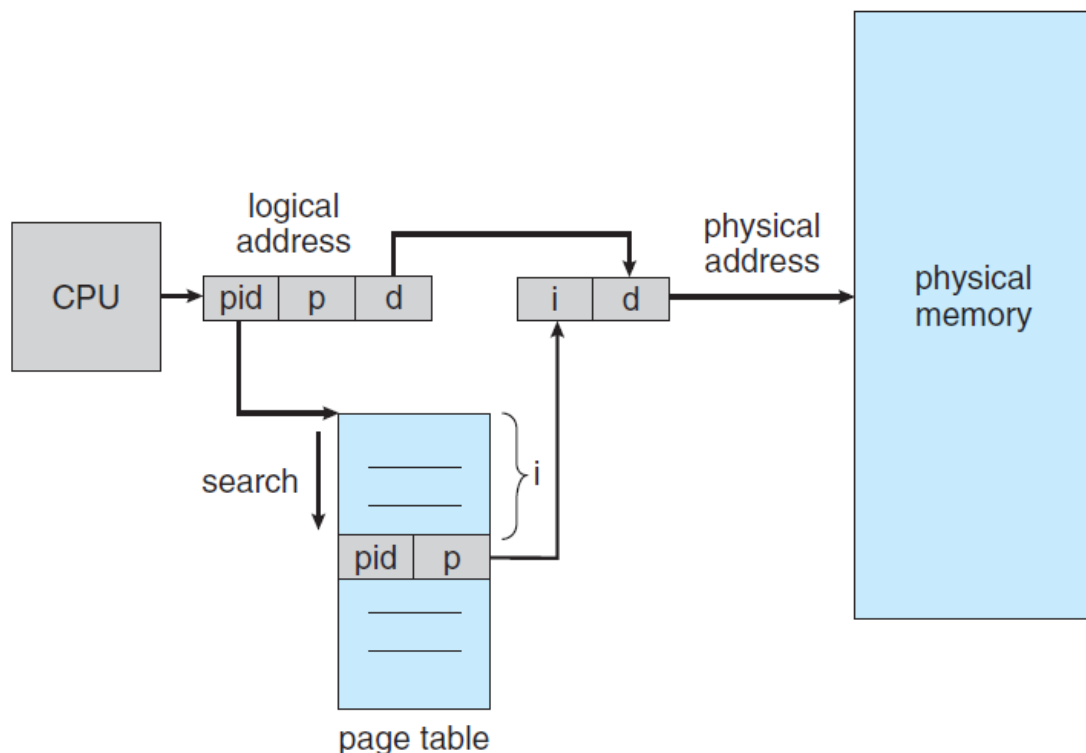 logical
address
physical
address
CPU
pid p d
i d
physical
memory
search
i
pid p
page table